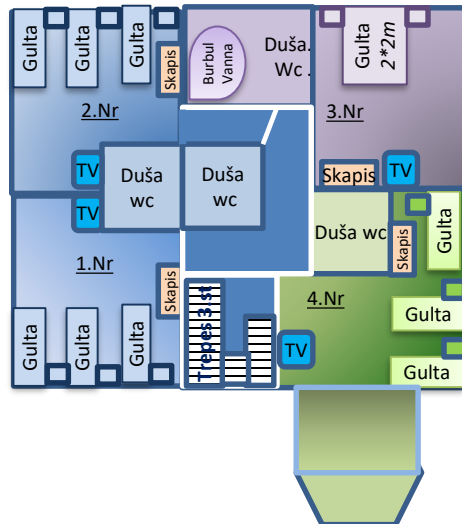 Gulta
Gulta
Gulta
Skapis
2.Nr
TV
Burbuļ
Vanna
Duša.
Wc .
Gulta
2*2m
3.Nr
Skapis
TV
Duša
wc
Duša
wc
TV
1.Nr
Skapis
Gulta
Gulta
Gulta
Trepes 3.st
Duša wc
Skapis
Gulta
4.Nr
Gulta
TV
Gulta